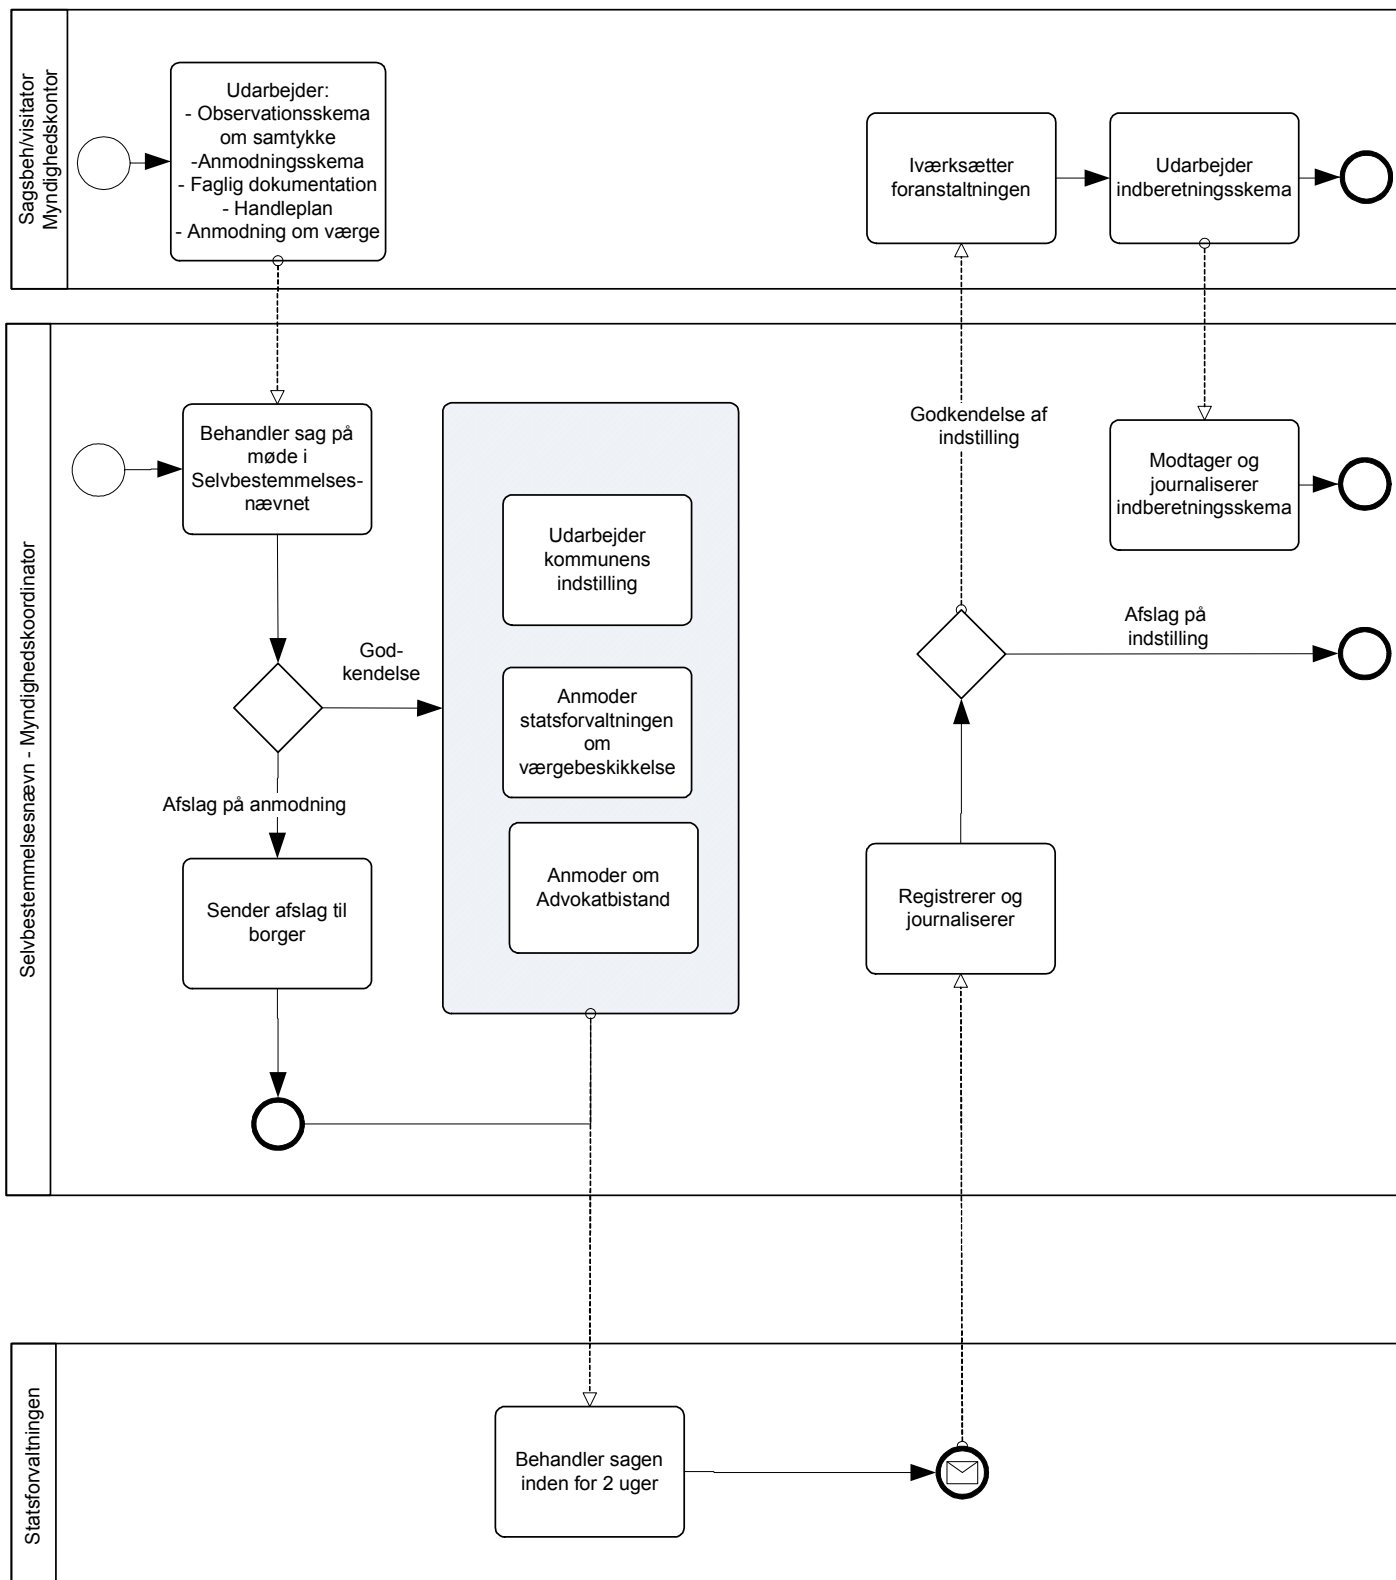 Sagsbeh/visitator
Myndighedskontor
Udarbejder:
- Observationsskema
om samtykke
-Anmodningsskema
- Faglig dokumentation
- Handleplan
- Anmodning om værge
Iværksætter
foranstaltningen
Udarbejder
indberetningsskema
Selvbestemmelsesnævn - Myndighedskoordinator
Behandler sag på
møde i
Selvbestemmelses-
nævnet
God-
kendelse
Afslag på anmodning
Sender afslag til
borger
Udarbejder
kommunens
indstilling
Anmoder
statsforvaltningen
om
værgebeskikkelse
Anmoder om
Advokatbistand
Godkendelse af
indstilling
Modtager og
journaliserer
indberetningsskema
Afslag på
indstilling
Registrerer og
journaliserer
Statsforvaltningen
Behandler sagen
inden for 2 uger